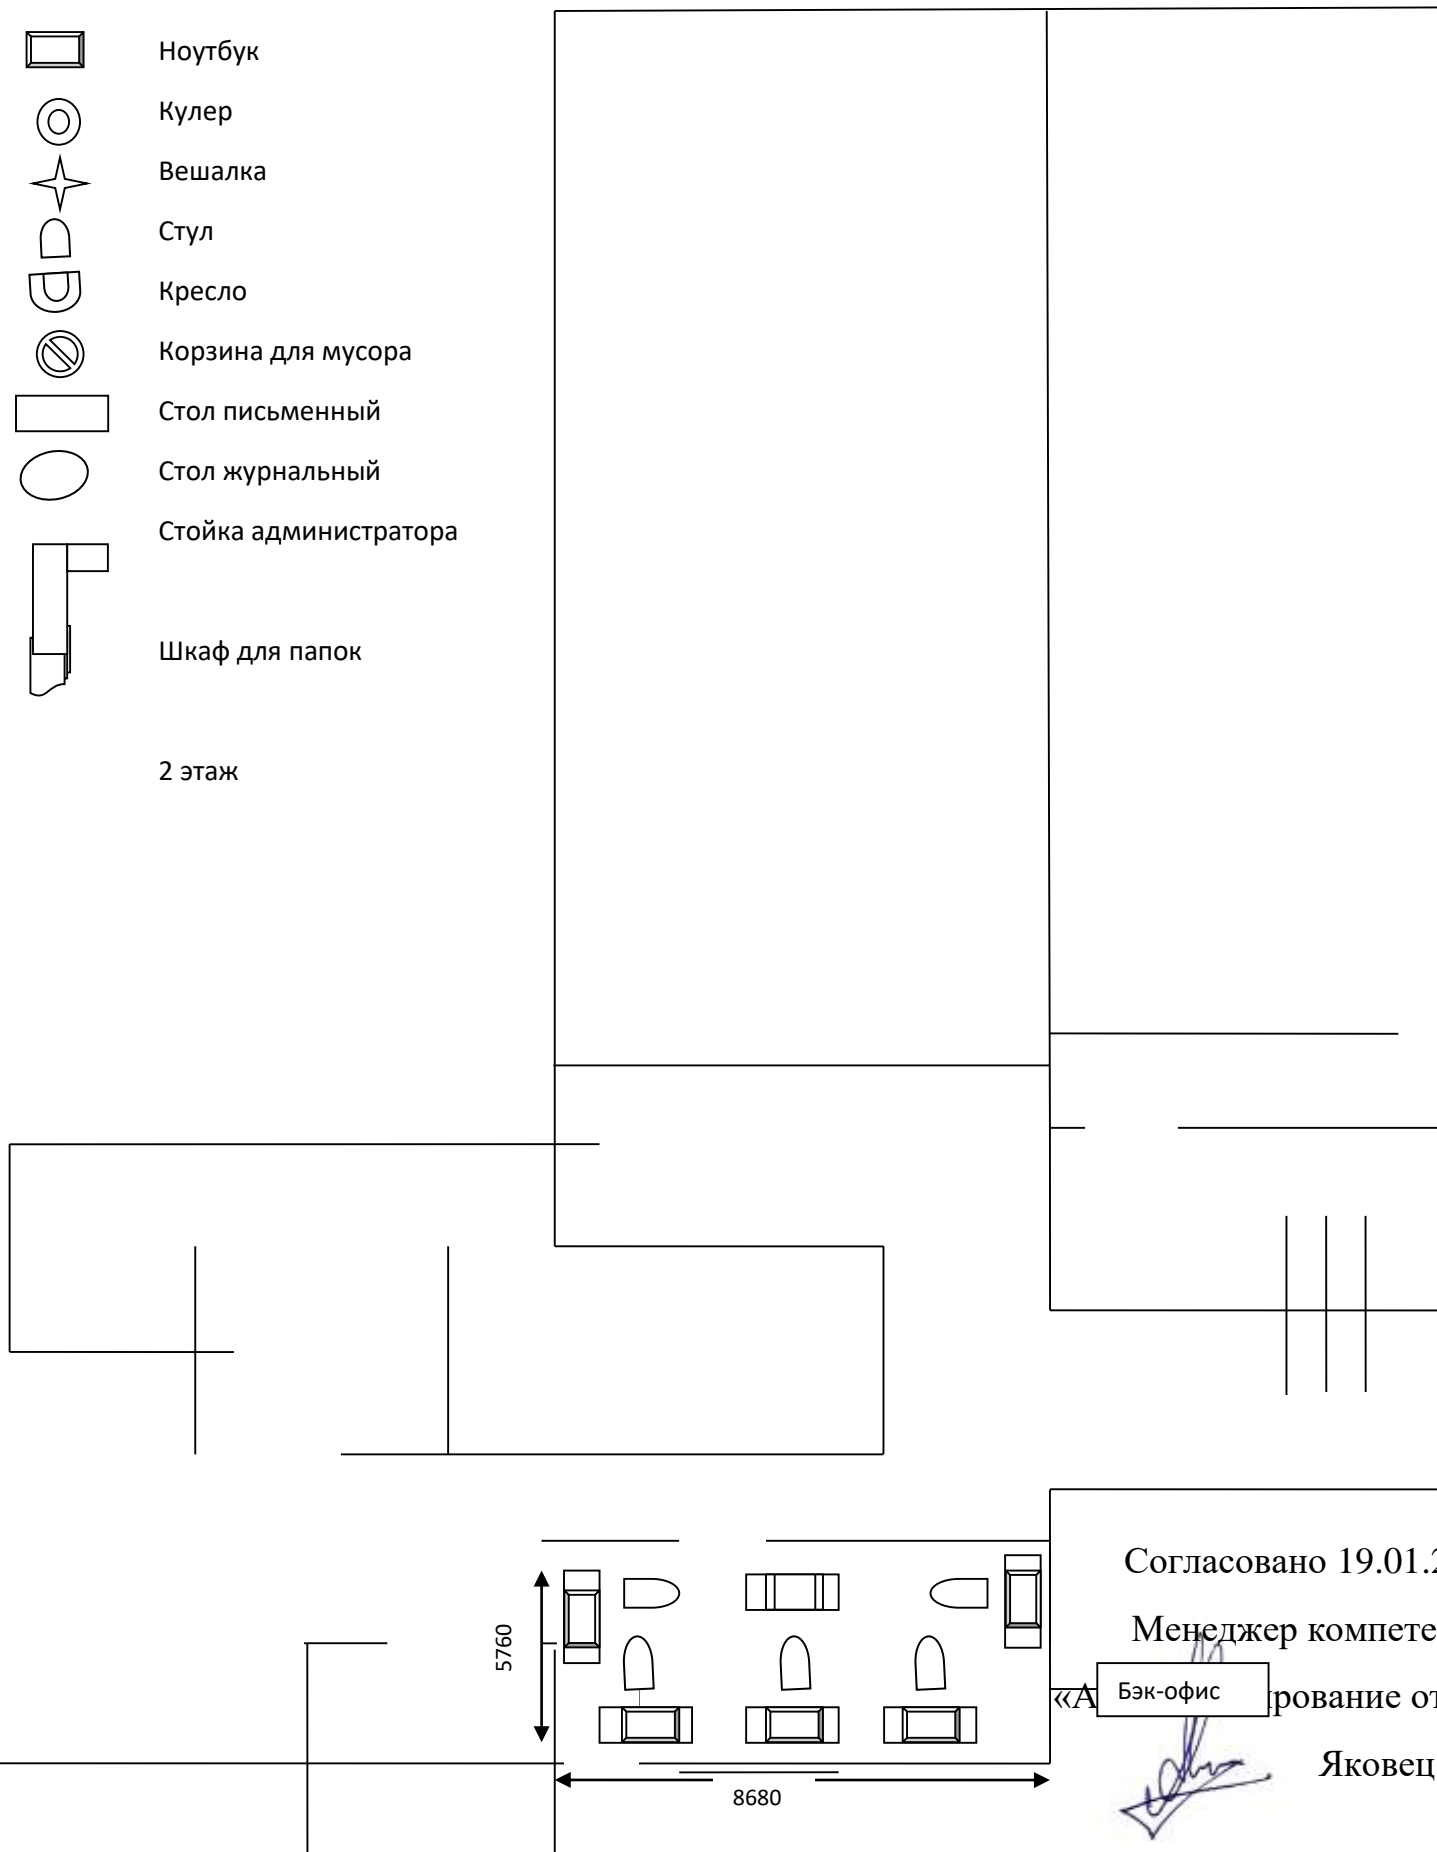 Ноутбук
Кулер
Вешалка
Стул
Кресло
Корзина для мусора
Стол письменный
Стол журнальный
Стойка администратора
Шкаф для папок
2 этаж
5760
8680
Согласовано 19.01.2
Менеджер компете
«А рование от
Бэк-офис
Яковец